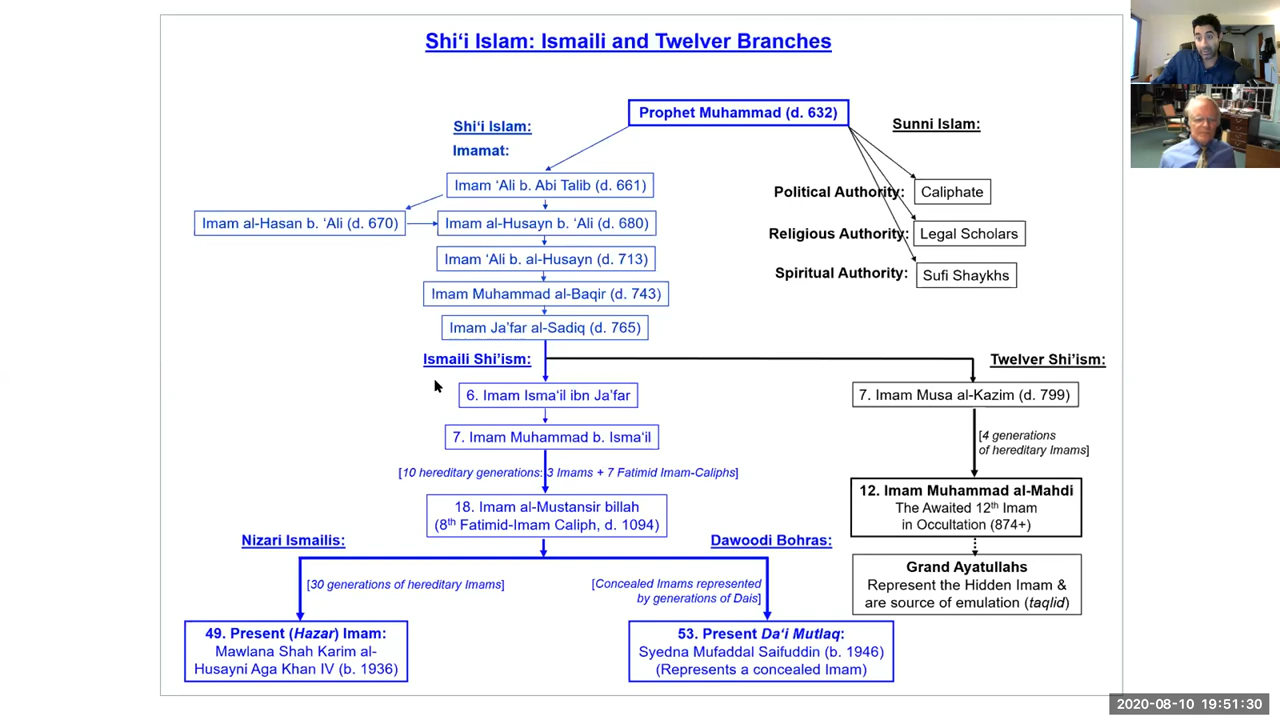 Shi‘i Islam: Ismaili and Twelver Branches
Prophet Muhammad (d. 632)
Shi‘i Islam:
Imamat:
Sunni Islam:
Imam ‘Ali b. Abi Talib (d. 661)
Political Authority:
Caliphate
Imam al-Hasan b. ‘Ali (d. 670)
Imam al-Husayn b. ‘Ali (d. 680)
Religious Authority:
Legal Scholars
Imam ‘Ali b. al-Husayn (d. 713)
Spiritual Authority:
Sufi Shaykhs
Imam Muhammad al-Baqir (d. 743)
Imam Ja’far al-Sadiq (d. 765)
Ismaili Shi’ism:
Twelver Shi’ism:
6. Imam Isma‘il ibn Ja‘far
7. Imam Musa al-Kazim (d. 799)
7. Imam Muhammad b. Isma‘il
[4 generations
of hereditary Imams]
[10 hereditary generations: 3 Imams + 7 Fatimid Imam-Caliphs]
12. Imam Muhammad al-Mahdi
The Awaited 12th Imam
in Occultation (874+)
18. Imam al-Mustansir billah
(8th Fatimid-Imam Caliph, d. 1094)
Nizari Ismailis:
Dawoodi Bohras:
Grand Ayatullahs
Represent the Hidden Imam &
are source of emulation (taqlid)
[30 generations of hereditary Imams]
[Concealed Imams represented
by generations of Dais]
49. Present (Hazar) Imam:
Mawlana Shah Karim al-
Husayni Aga Khan IV (b. 1936)
53. Present Da‘i Mutlaq:
Syedna Mufaddal Saifuddin (b. 1946)
(Represents a concealed Imam)
2020-08-10 19:51:30